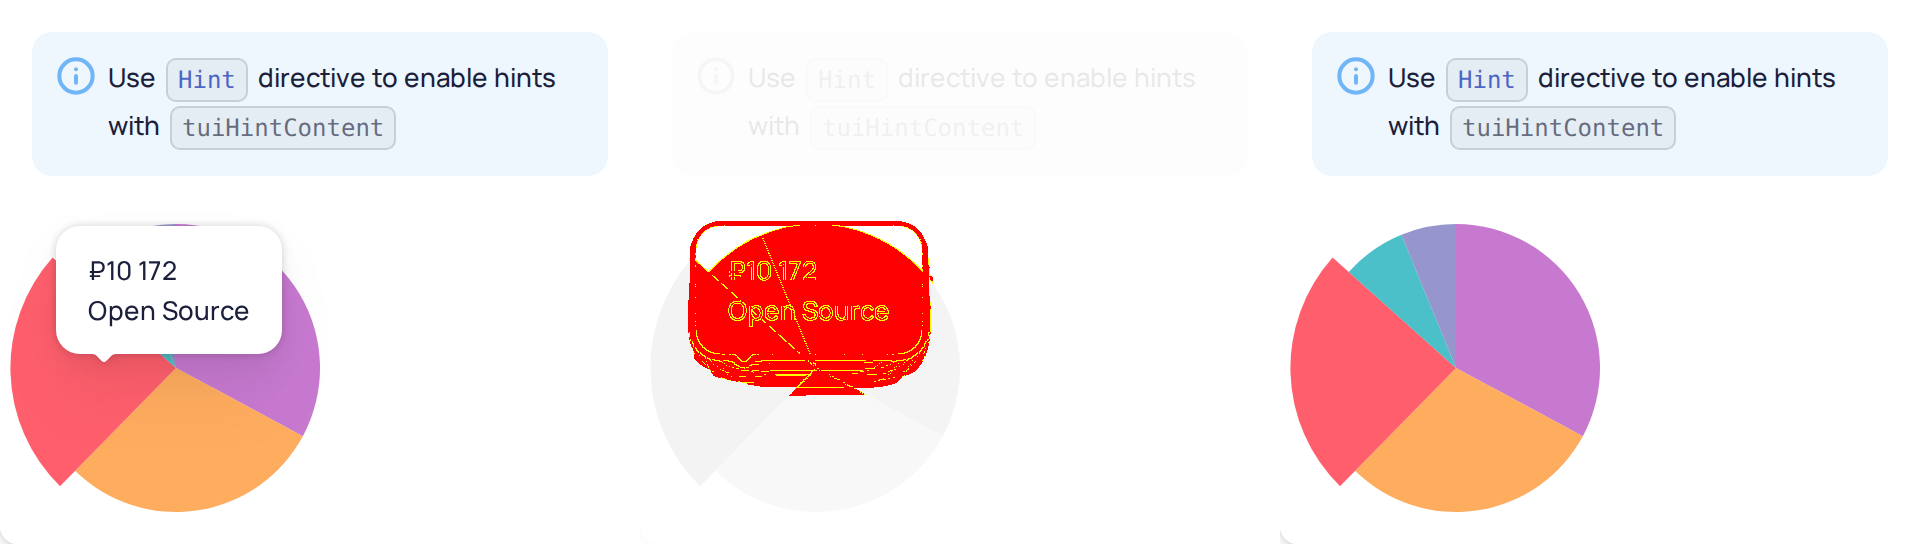 Use Hint directive to enable hints
with tuiHintContent
₽10 172
Open Source
Use Hint directive to enable hints
with tuiHintContent
₽10 172
Open Source
Use Hint directive to enable hints
with tuiHintContent